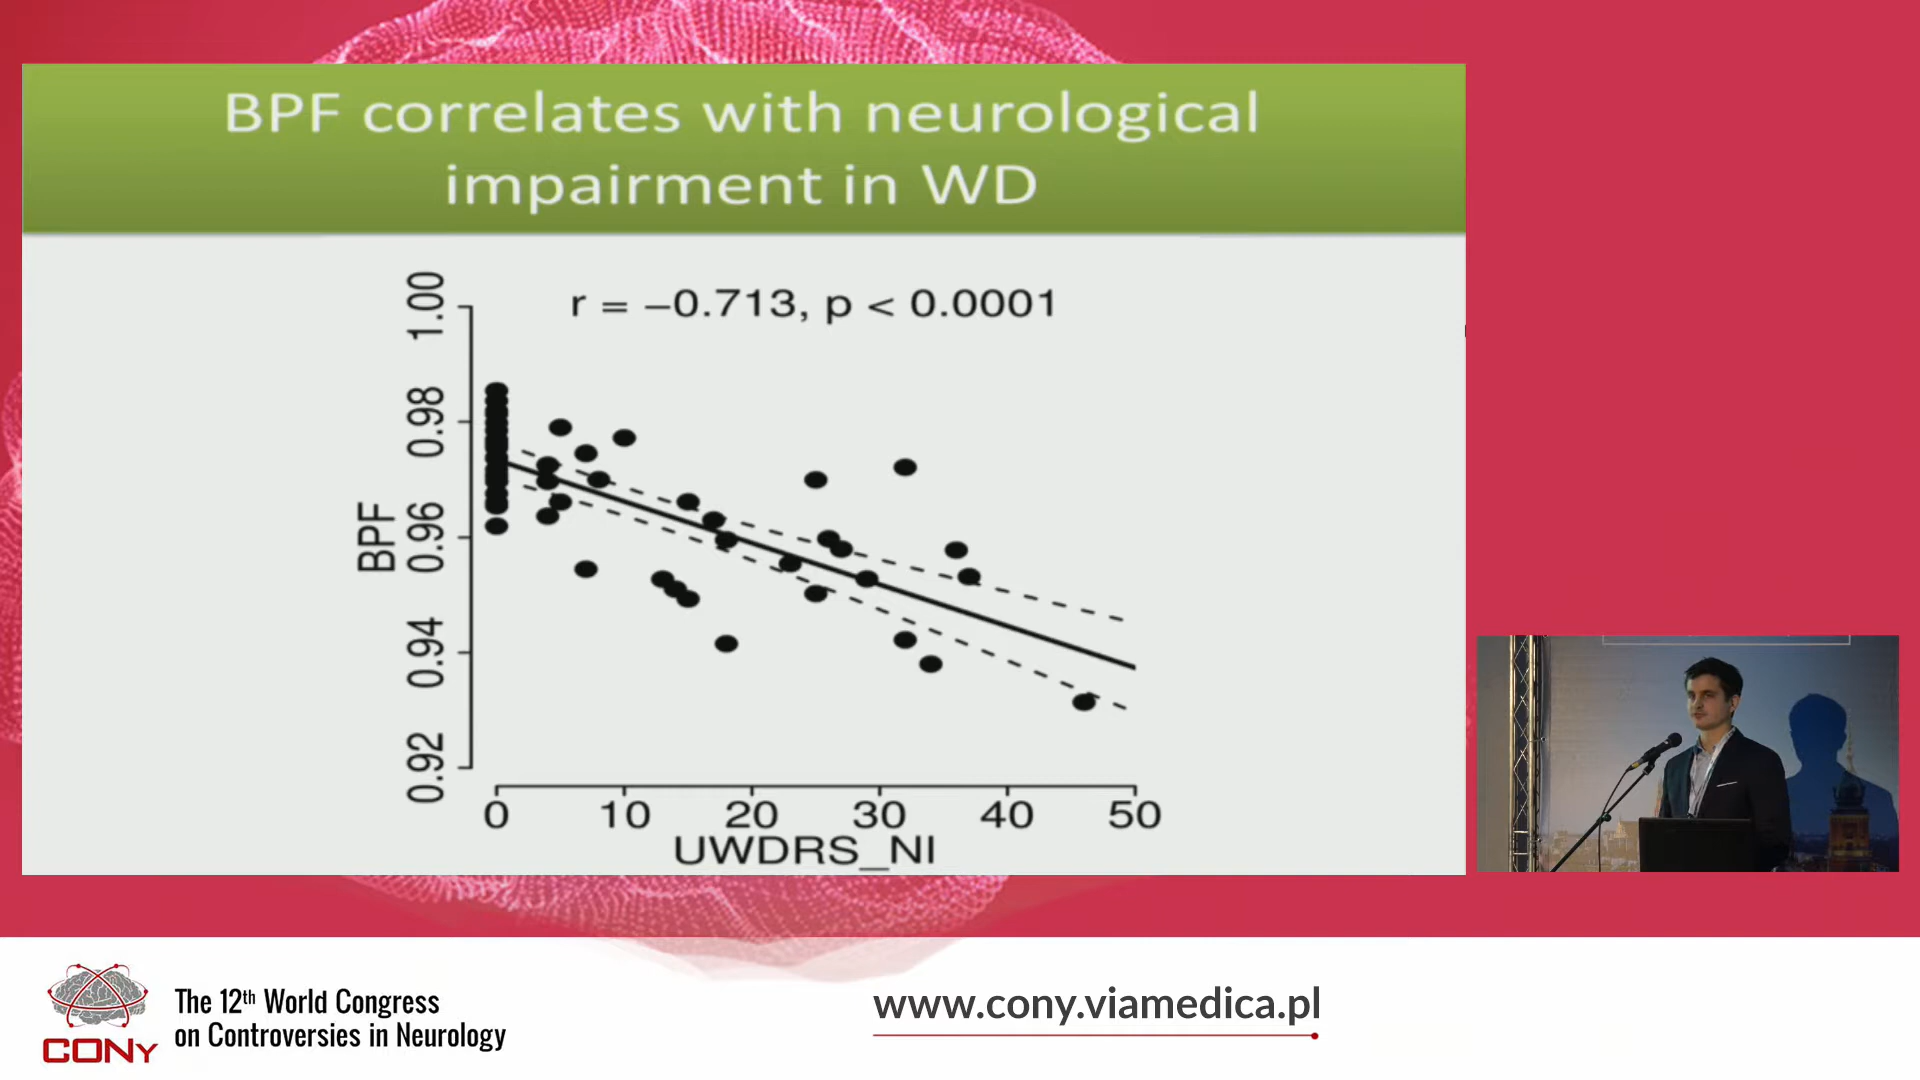 BPF correlates with neurological
impairment in WD
r = −0.713, p < 0.0001
BPF
1.00
0.98
0.96
0.94
0.92
0 10 20 30 40 50
UWDRS_NI
The 12th World Congress
on Controversies in Neurology
CONy
www.cony.viamedica.pl